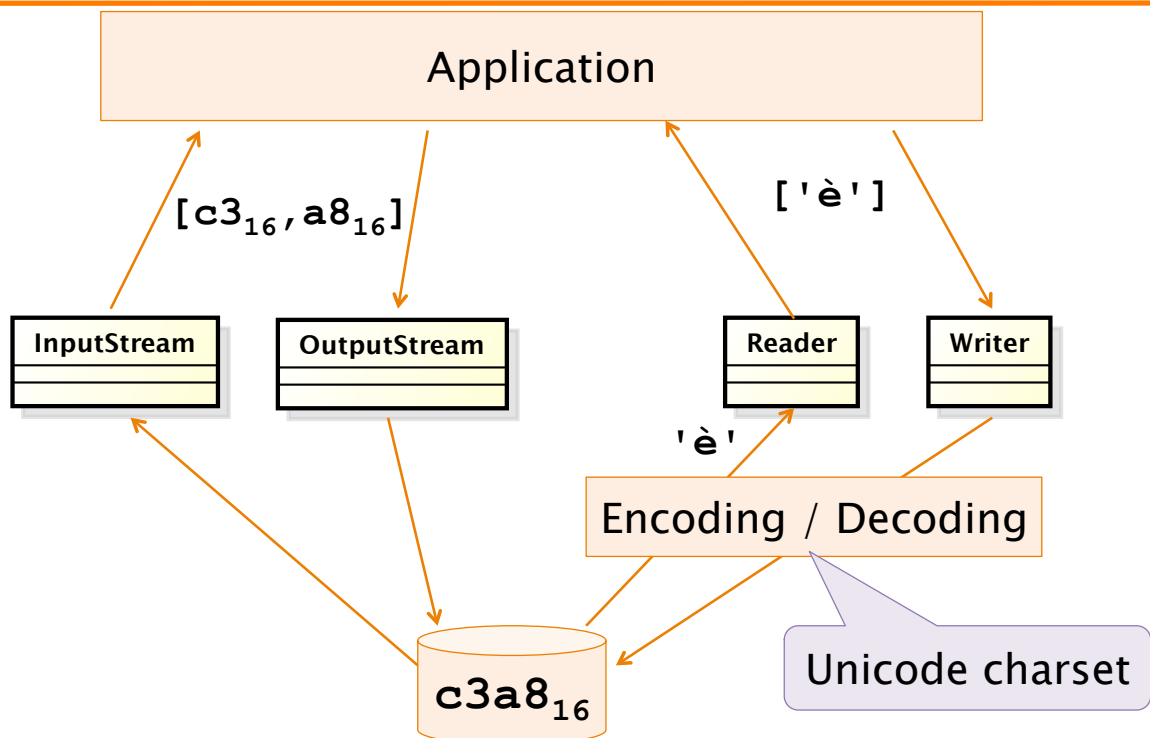 Application
[c3₁₆,a8₁₆]
['è']
InputStream
OutputStream
Reader
Writer
'è'
Encoding / Decoding
Unicode charset
c3a8₁₆